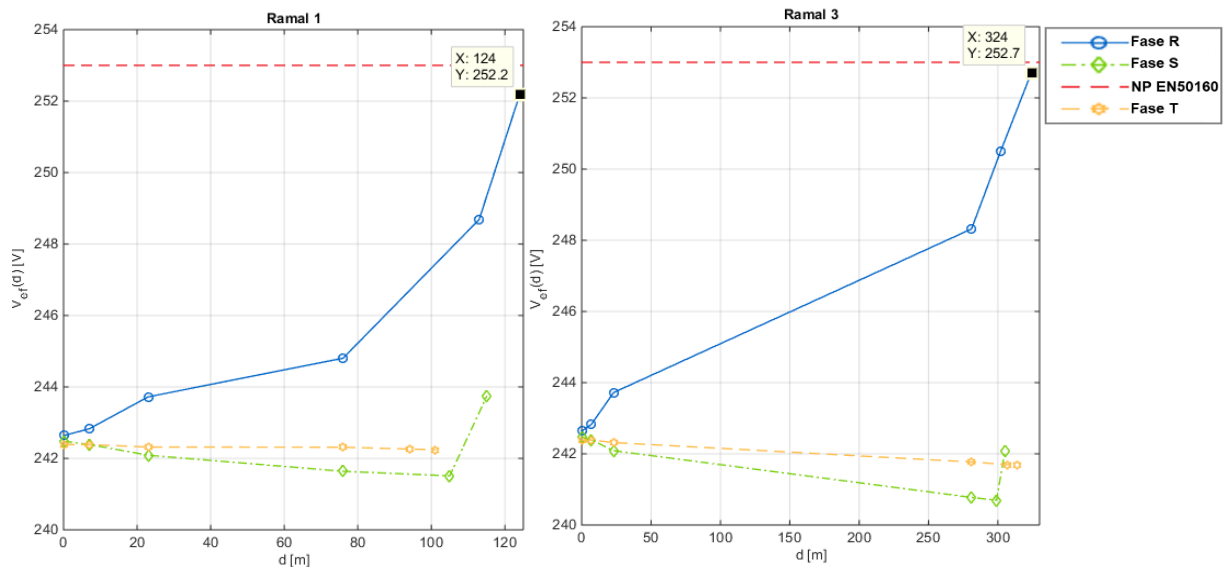 Ramal 1
254
252
250
248
246
244
242
240
V_ef(d) [V]
0 20 40 60 80 100 120
d [m]
X: 124
Y: 252.2
Ramal 3
254
252
250
248
246
244
242
240
V_ef(d) [V]
0 50 100 150 200 250 300
d [m]
X: 324
Y: 252.7
Fase R
Fase S
NP EN50160
Fase T